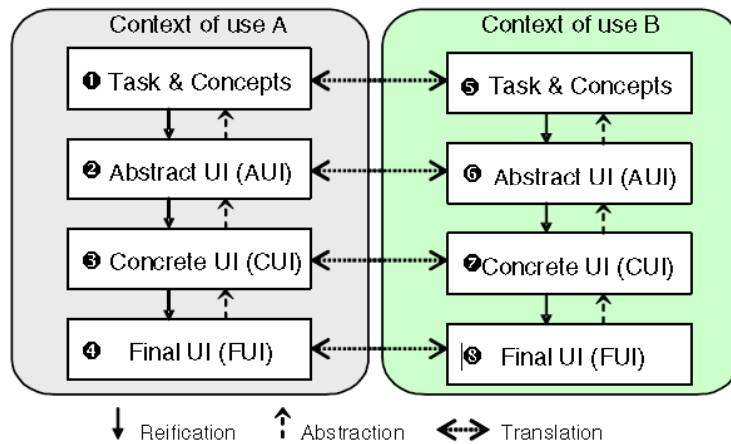 Context of use A
❶ Task & Concepts
❷ Abstract UI (AUI)
❸ Concrete UI (CUI)
❹ Final UI (FUI)
Context of use B
❺ Task & Concepts
❻ Abstract UI (AUI)
❼Concrete UI (CUI)
❽ Final UI (FUI)
Reification Abstraction Translation